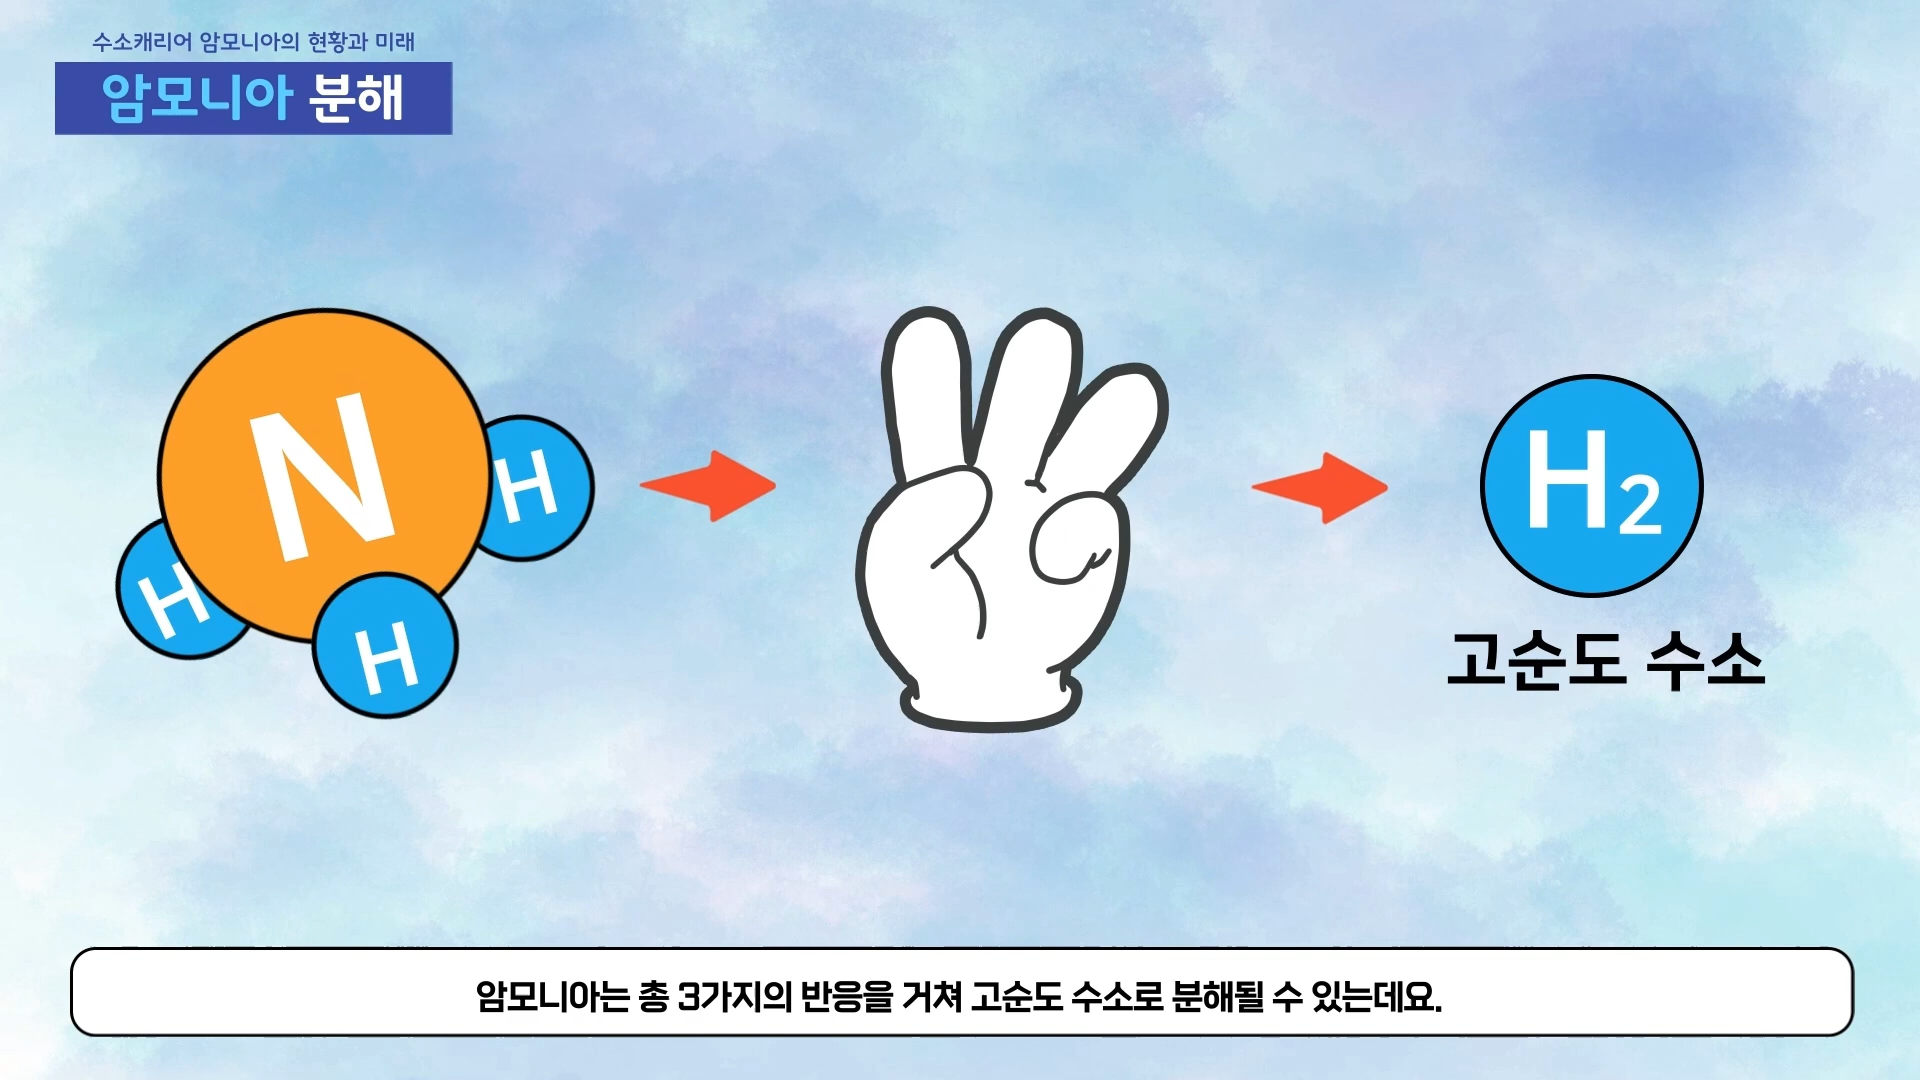 수소캐리어 암모니아의 현황과 미래
암모니아 분해
N
H
H
H
H2
고순도 수소
암모니아는 총 3가지의 반응을 거쳐 고순도 수소로 분해될 수 있는데요.